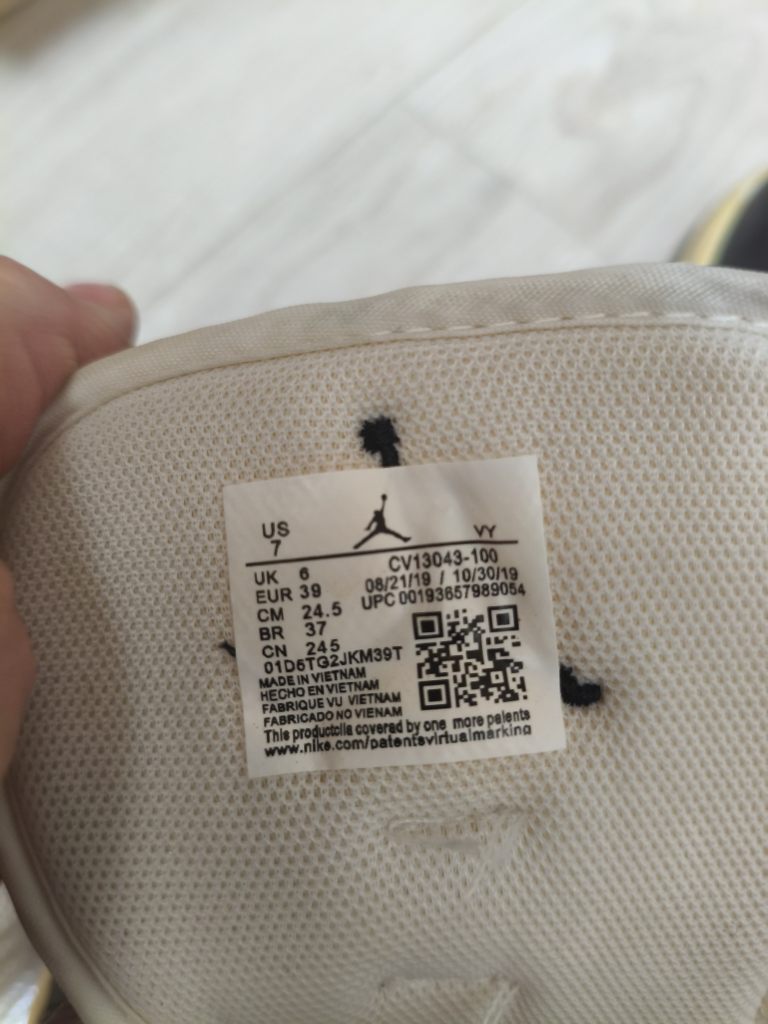 US VY
7
UK 6
EUR 39
CM 24.5
BR 37
CN 245
CV13043-100
08/21/19 / 10/30/19
UPC 00193657989054
01D6TG2JKM39T
MADE IN VIETNAM
HECHO EN VIETNAM
FABRIQUE VU VIETNAM
FABRICADO NO VIENAM
This productclia covered by one more patents
www.nike.com/patentsvirtualmarking